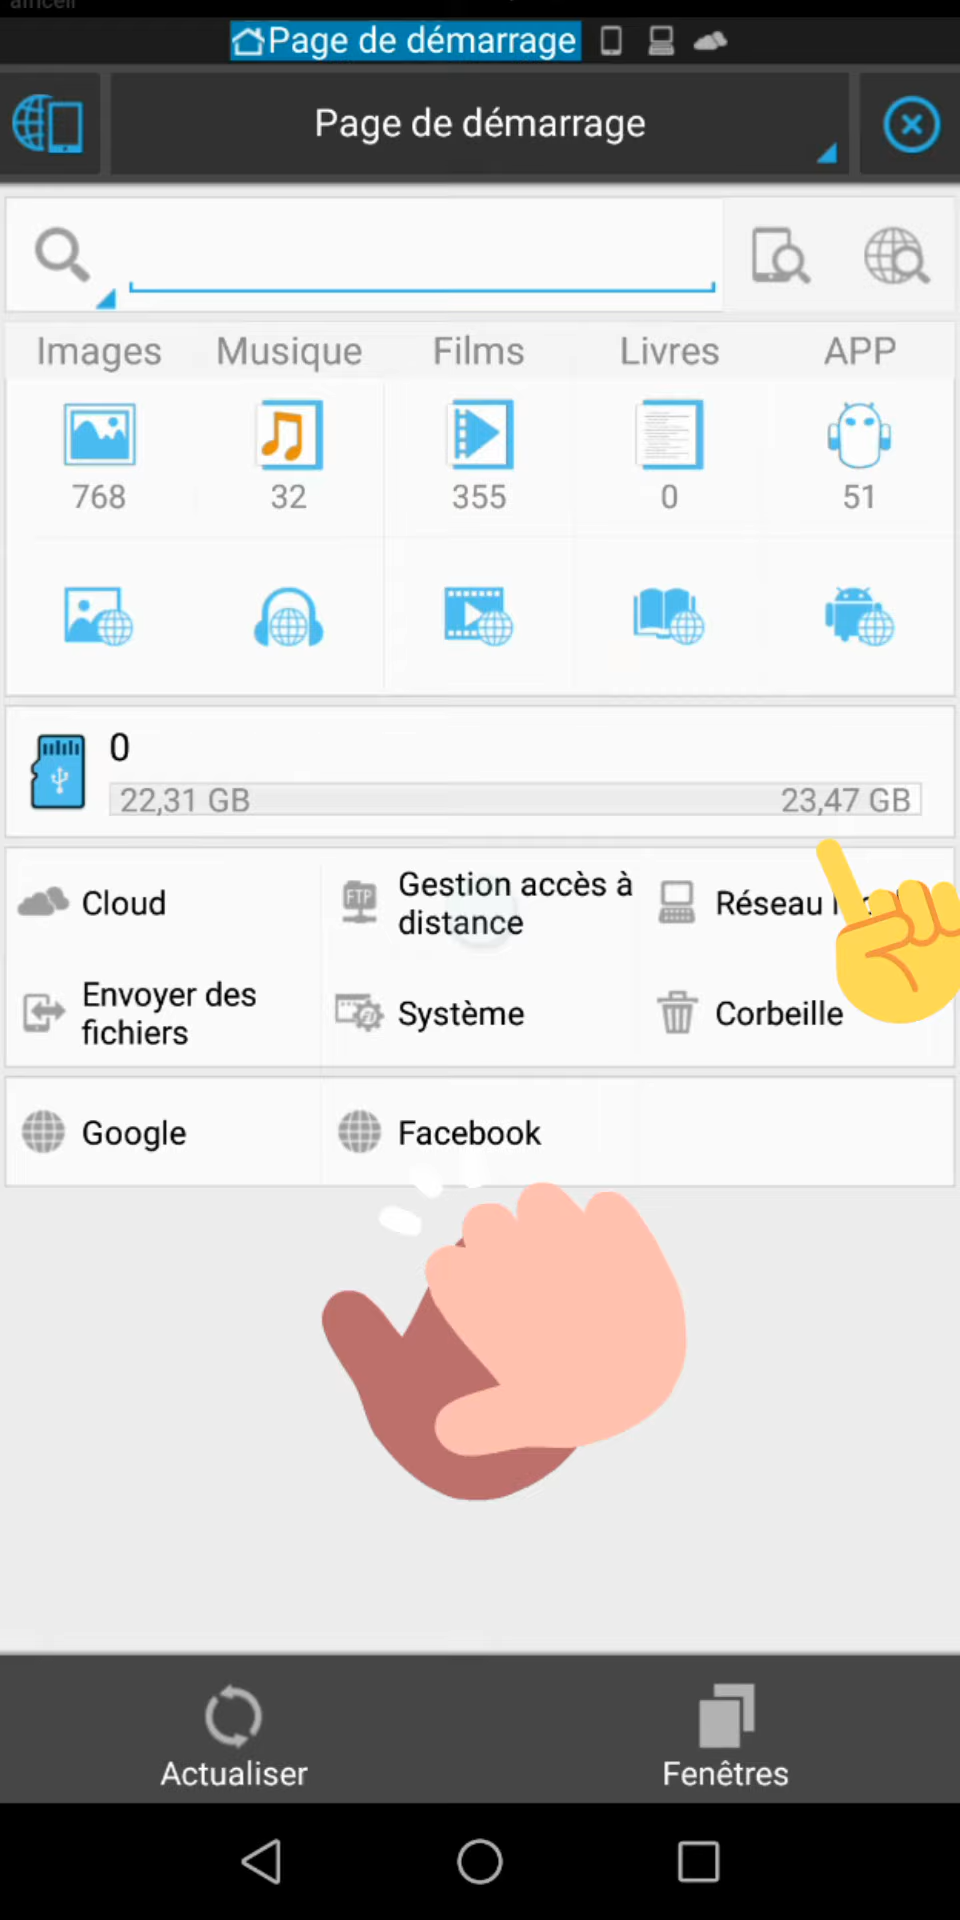 Page de démarrage
Page de démarrage
Images Musique Films Livres APP
768 32 355 0 51
0
22,31 GB 23,47 GB
Cloud
Gestion accès à
distance
Réseau
Envoyer des
fichiers
Système
Corbeille
Google
Facebook
Actualiser
Fenêtres